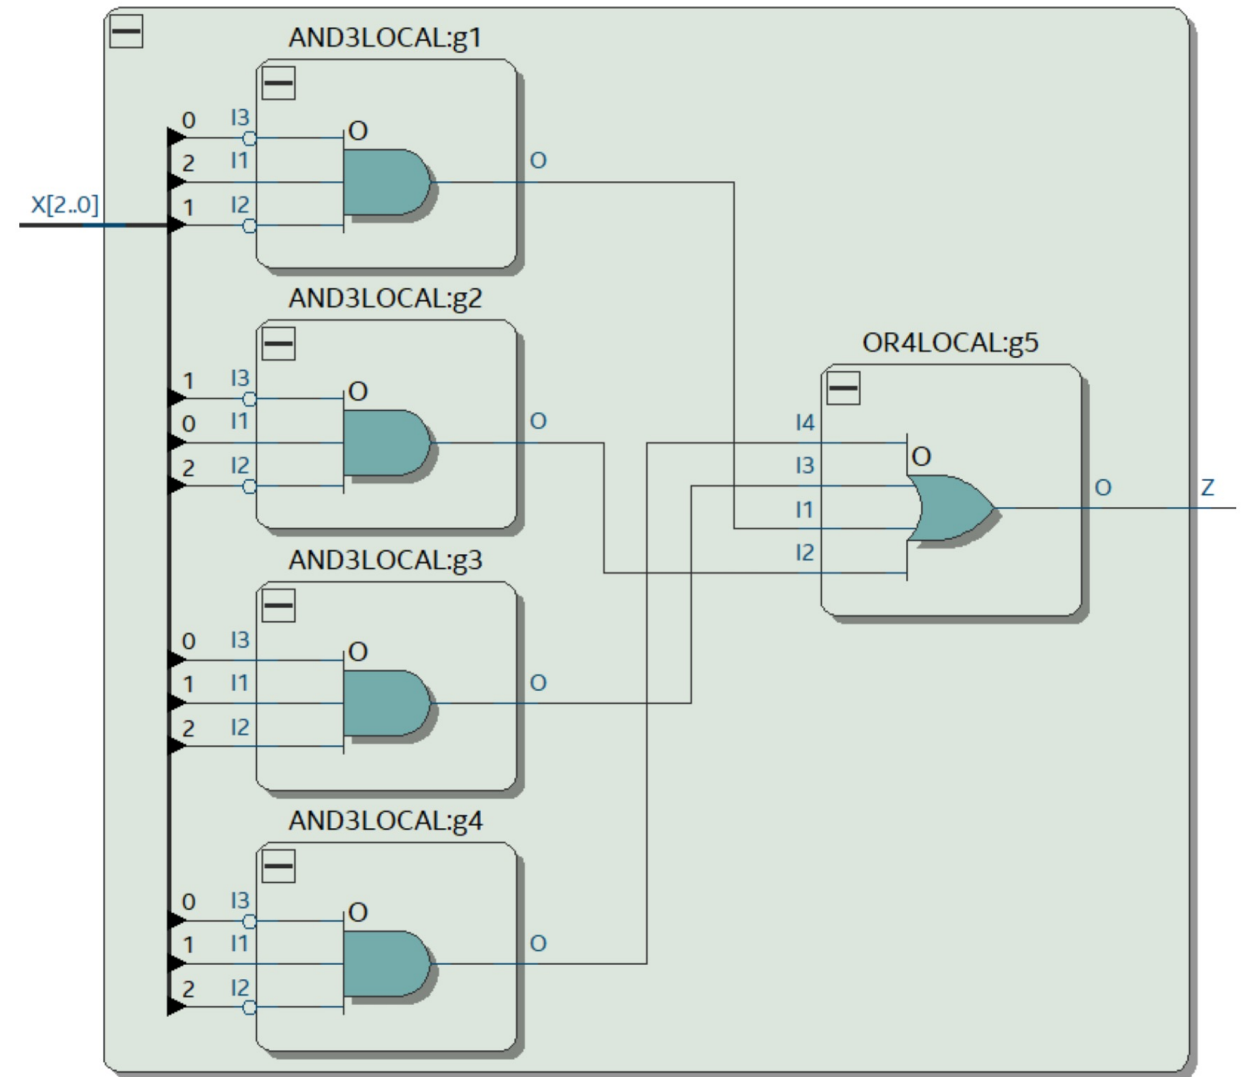 AND3LOCAL:g1
0 I3 O
2 I1 O
X[2..0] 1 I2
AND3LOCAL:g2
1 I3 O
0 I1 O
2 I2
OR4LOCAL:g5
I4 O
I3
I1 O Z
I2
AND3LOCAL:g3
0 I3 O
1 I1 O
2 I2
AND3LOCAL:g4
0 I3 O
1 I1 O
2 I2